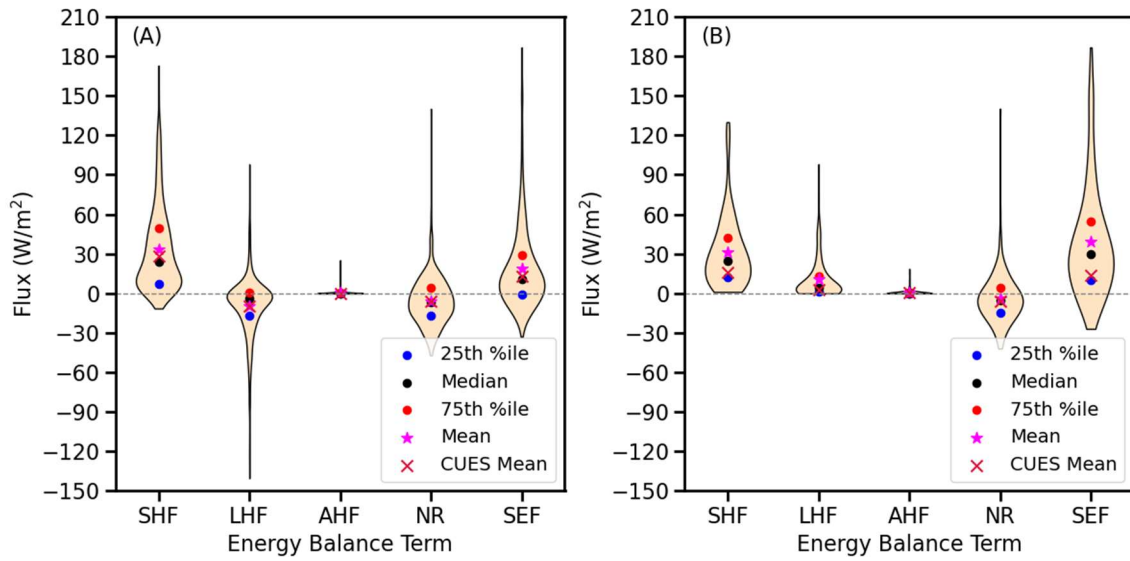 (A)
210
180
150
120
90
60
30
0
−30
−60
−90
−120
−150
Flux (W/m²)
25th %ile
Median
75th %ile
Mean
CUES Mean
SHF LHF AHF NR SEF
Energy Balance Term
(B)
210
180
150
120
90
60
30
0
−30
−60
−90
−120
−150
Flux (W/m²)
25th %ile
Median
75th %ile
Mean
CUES Mean
SHF LHF AHF NR SEF
Energy Balance Term